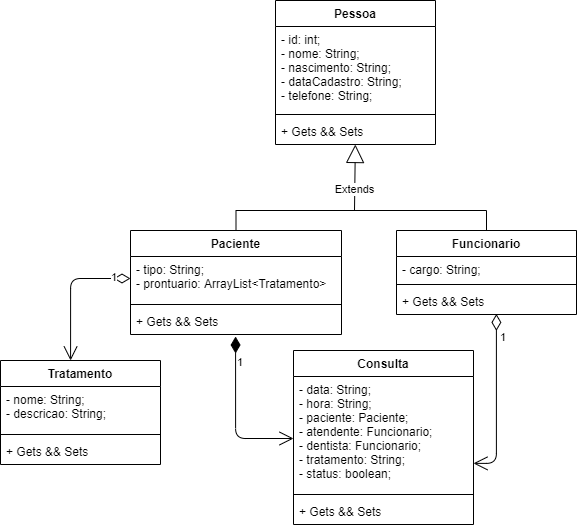 Pessoa
- id: int;
- nome: String;
- nascimento: String;
- dataCadastro: String;
- telefone: String;
+ Gets && Sets
Extends
Paciente
- tipo: String;
- prontuario: ArrayList<Tratamento>
+ Gets && Sets
Funcionario
- cargo: String;
+ Gets && Sets
1
1
1
Tratamento
- nome: String;
- descricao: String;
+ Gets && Sets
Consulta
- data: String;
- hora: String;
- paciente: Paciente;
- atendente: Funcionario;
- dentista: Funcionario;
- tratamento: String;
- status: boolean;
+ Gets && Sets